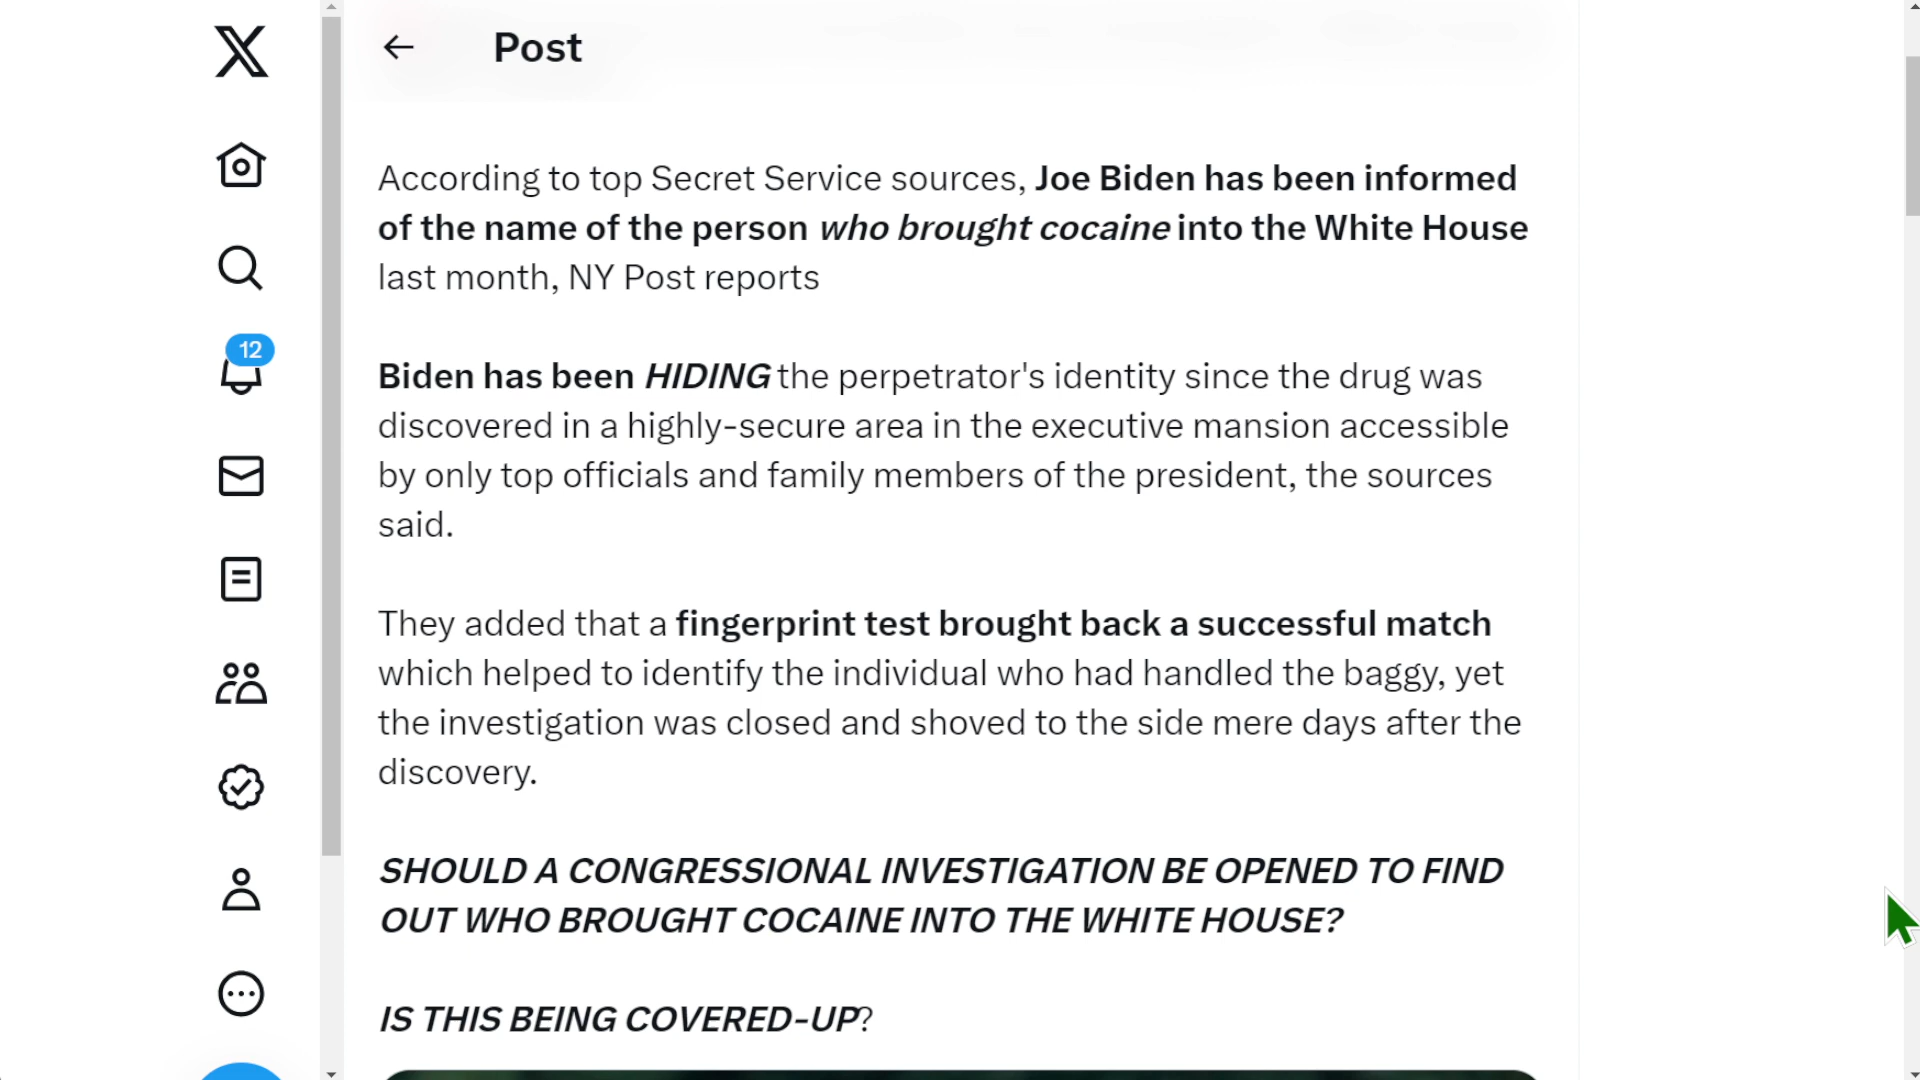 Post
According to top Secret Service sources, Joe Biden has been informed
of the name of the person who brought cocaine into the White House
last month, NY Post reports
12
Biden has been HIDING the perpetrator's identity since the drug was
discovered in a highly-secure area in the executive mansion accessible
by only top officials and family members of the president, the sources
said.
They added that a fingerprint test brought back a successful match
which helped to identify the individual who had handled the baggy, yet
the investigation was closed and shoved to the side mere days after the
discovery.
SHOULD A CONGRESSIONAL INVESTIGATION BE OPENED TO FIND
OUT WHO BROUGHT COCAINE INTO THE WHITE HOUSE?
IS THIS BEING COVERED-UP?